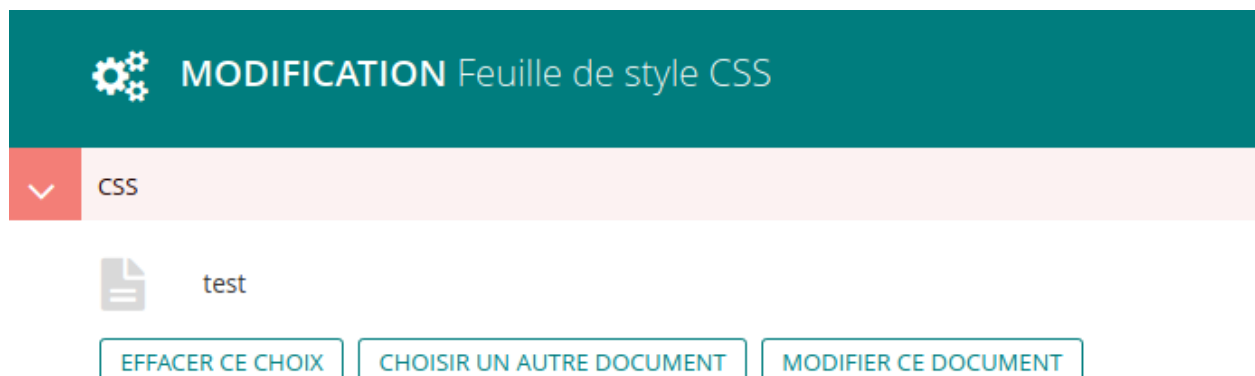 MODIFICATION Feuille de style CSS
CSS
test
EFFACER CE CHOIX CHOISIR UN AUTRE DOCUMENT MODIFIER CE DOCUMENT